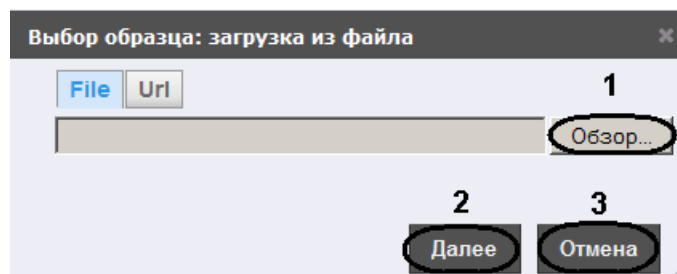 Выбор образца: загрузка из файла
File Url
1
Обзор...
2 3
Далее Отмена